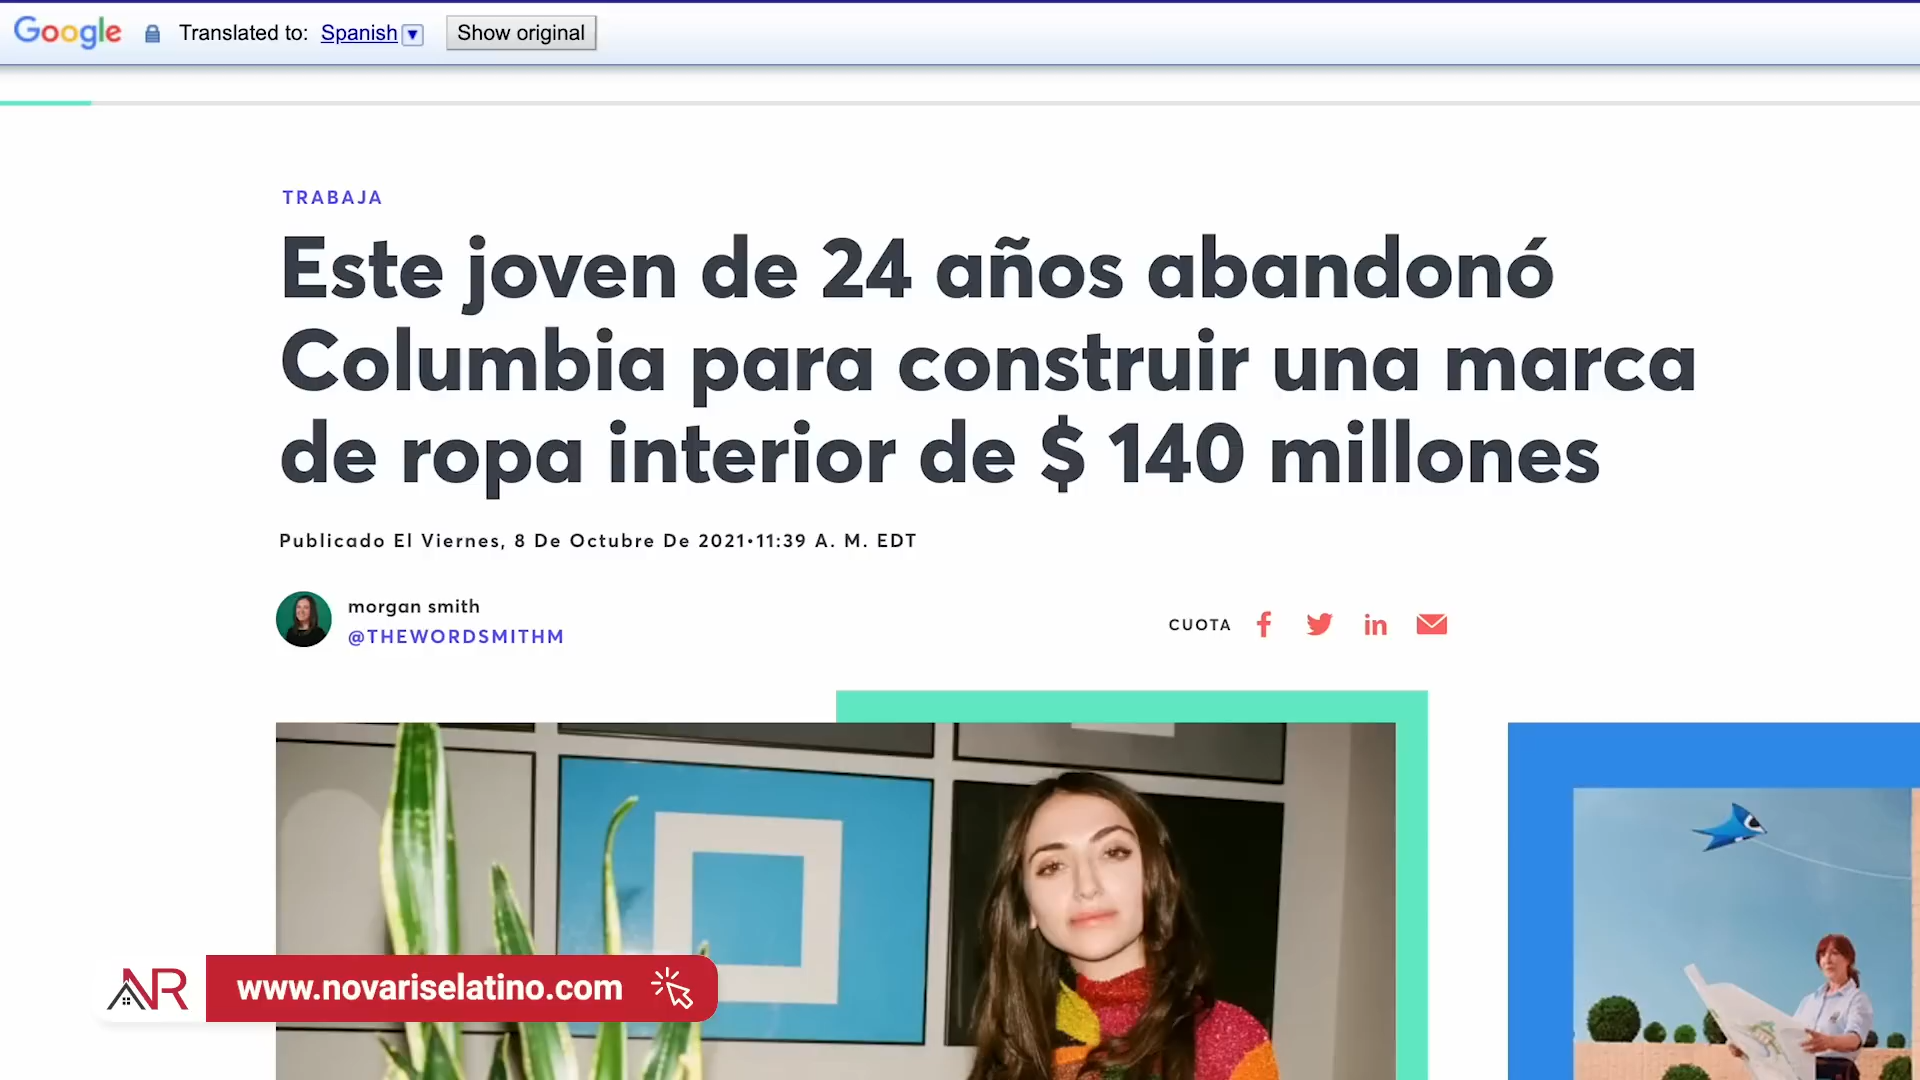 Google Translated to: Spanish Show original
TRABAJA
Este joven de 24 años abandonó
Columbia para construir una marca
de ropa interior de $ 140 millones
Publicado El Viernes, 8 De Octubre De 2021•11:39 A. M. EDT
morgan smith
@THEWORDSMITHM
CUOTA
NR www.novariselatino.com